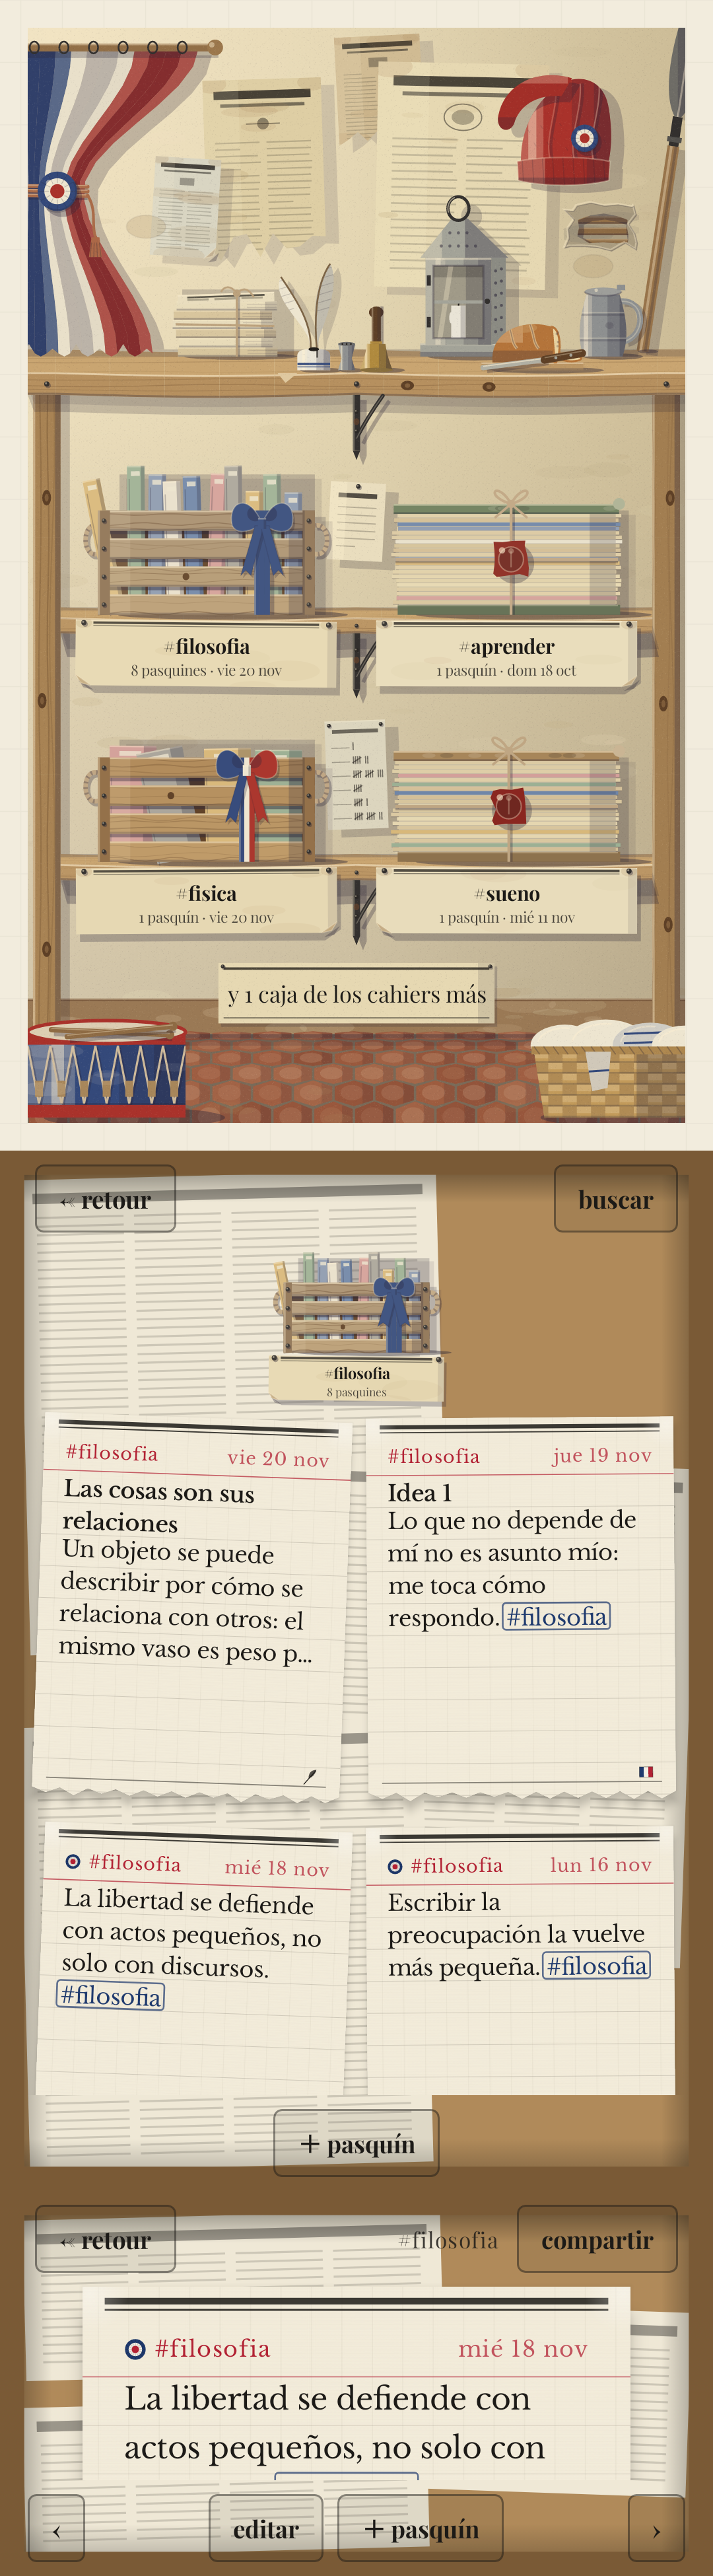 #filosofia
8 pasquines · vie 20 nov
#aprender
1 pasquín · dom 18 oct
#fisica
1 pasquín · vie 20 nov
#sueno
1 pasquín · mié 11 nov
y 1 caja de los cahiers más
retour
buscar
#filosofia
8 pasquines
#filosofia vie 20 nov
Las cosas son sus
relaciones
Un objeto se puede
describir por cómo se
relaciona con otros: el
mismo vaso es peso p...
#filosofia jue 19 nov
Idea 1
Lo que no depende de
mí no es asunto mío:
me toca cómo
respondo. #filosofia
#filosofia mié 18 nov
La libertad se defiende
con actos pequeños, no
solo con discursos.
#filosofia
#filosofia lun 16 nov
Escribir la
preocupación la vuelve
más pequeña. #filosofia
+ pasquín
retour
#filosofia
compartir
#filosofia mié 18 nov
La libertad se defiende con
actos pequeños, no solo con
‹
editar
+ pasquín
›